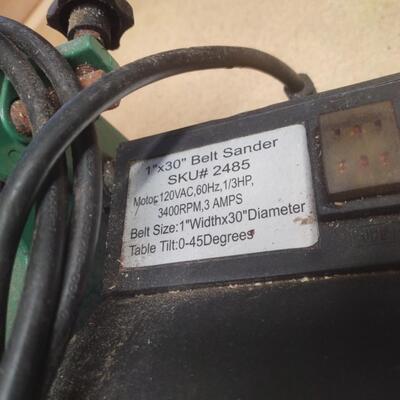 1"x30" Belt Sander
SKU# 2485
Motor:120VAC,60Hz,1/3HP,
3400RPM,3 AMPS
Belt Size:1"Widthx30"Diameter
Table Tilt:0-45Degrees